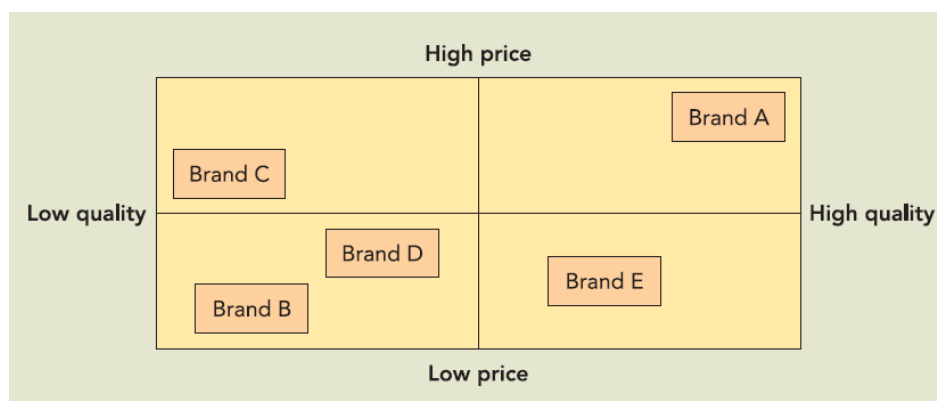 High price
Brand A
Brand C
Low quality
High quality
Brand D
Brand E
Brand B
Low price